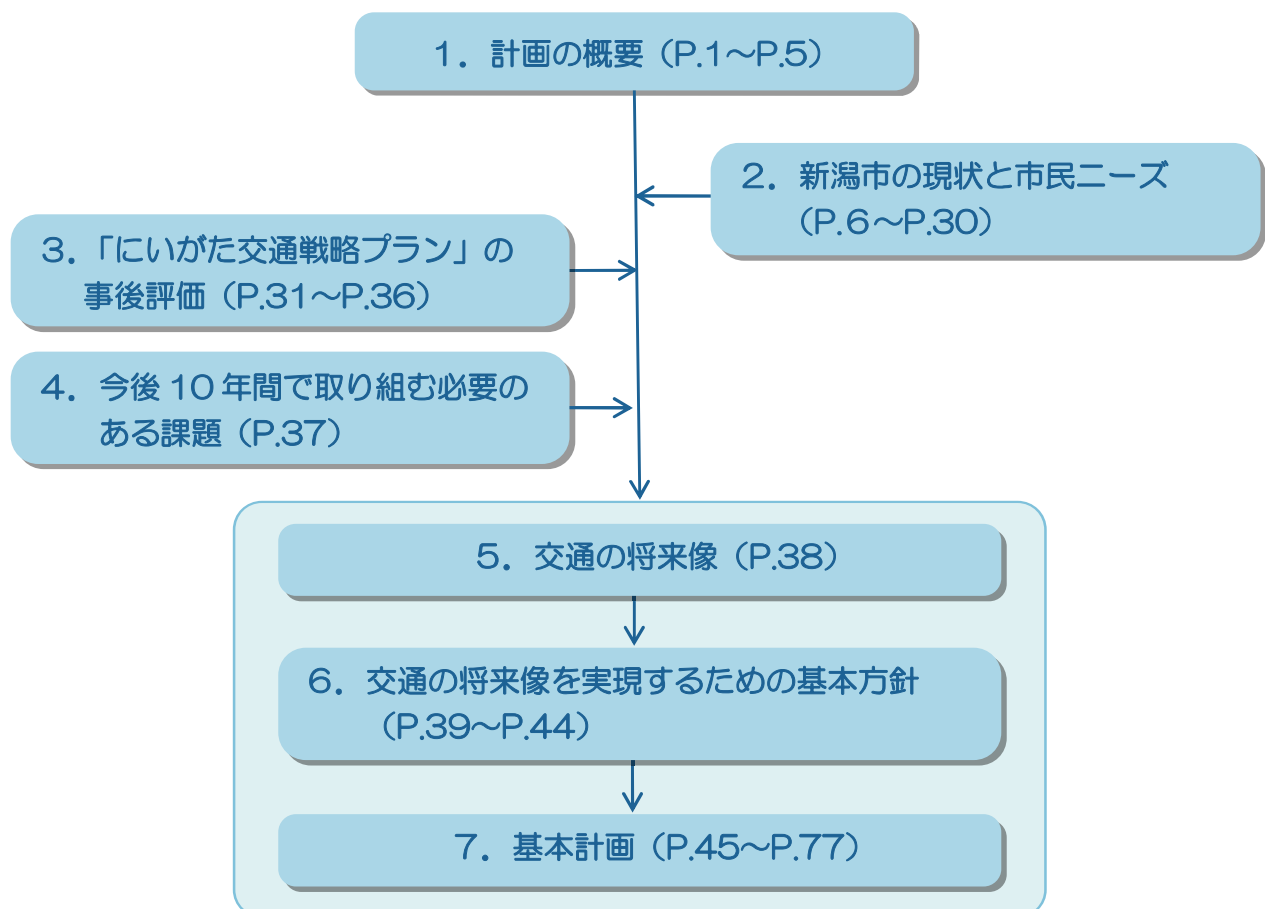 1. 計画の概要（P.1～P.5）
2. 新潟市の現状と市民ニーズ
（P.6～P.30）
3.「にいがた交通戦略プラン」の
事後評価（P.31～P.36）
4. 今後 10 年間で取り組む必要の
ある課題（P.37）
5. 交通の将来像（P.38）
6. 交通の将来像を実現するための基本方針
（P.39～P.44）
7. 基本計画（P.45～P.77）